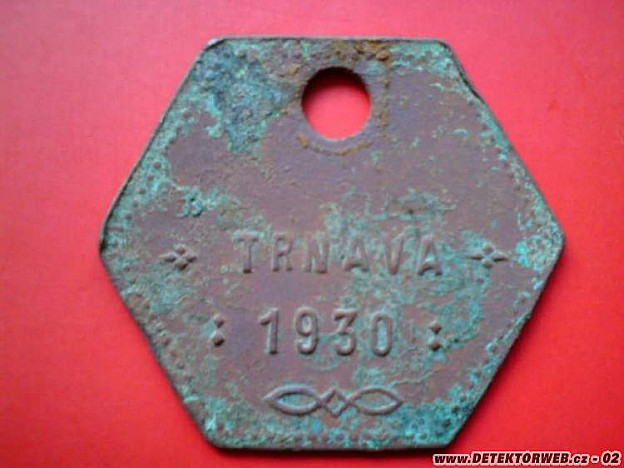 TRNAVA
: 1930 :
www.DETEKTORWEB.cz - 02